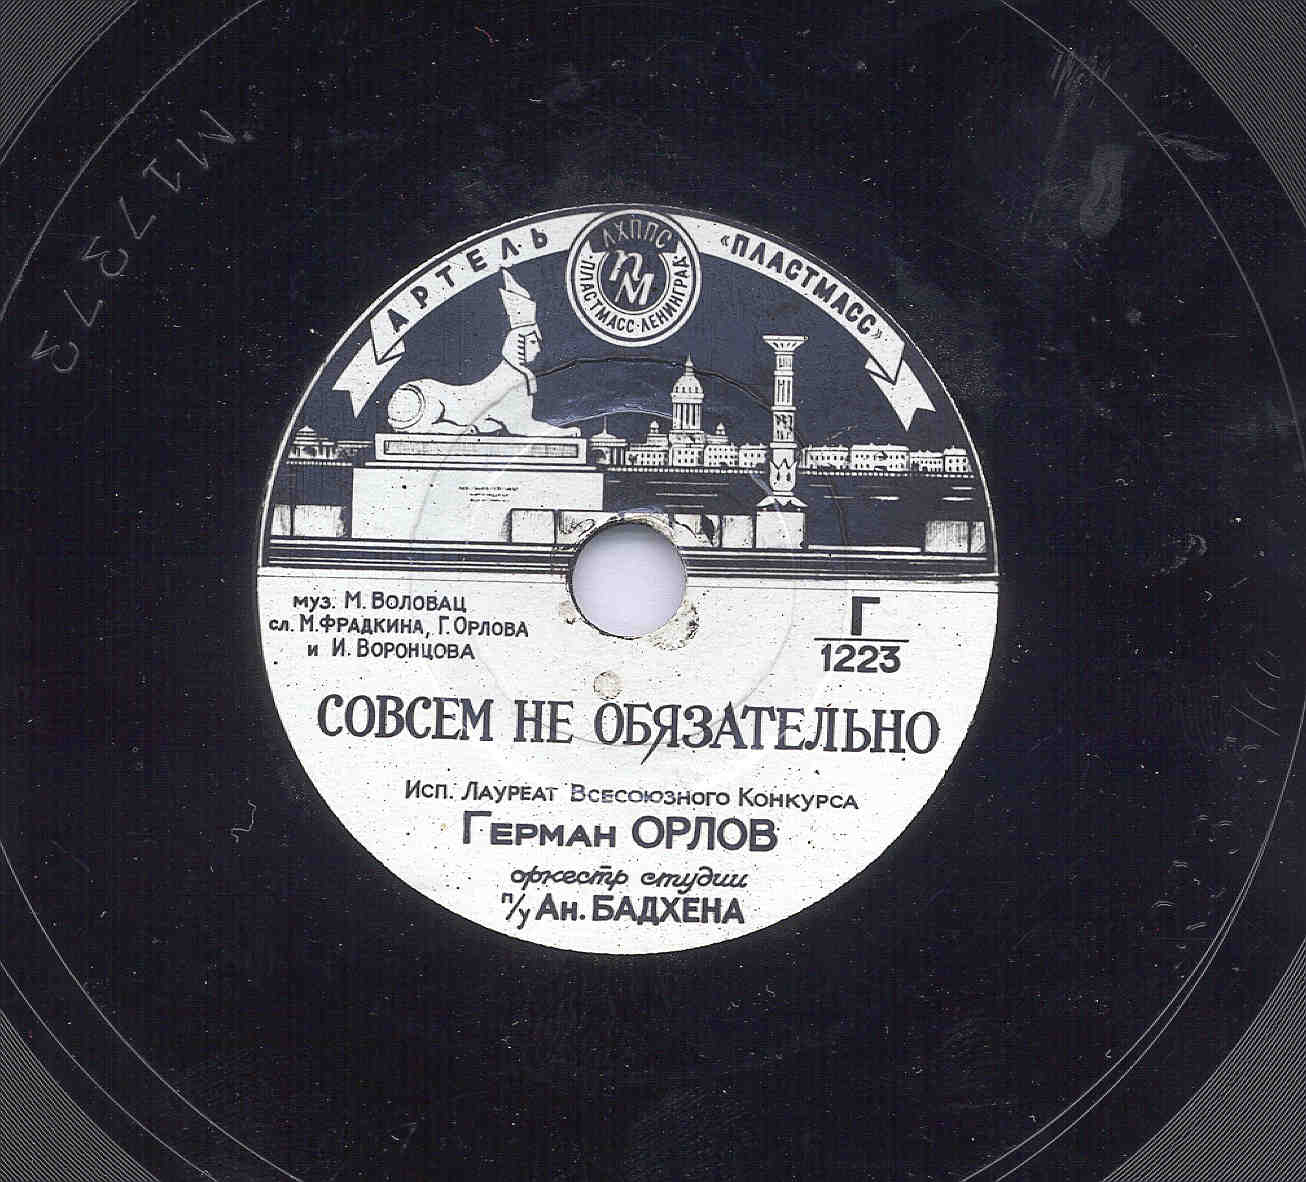 АРТЕЛЬ
ЛХППС
ПМ
ПЛАСТМАСС·ЛЕНИНГРАД
«ПЛАСТМАСС»
муз. М. ВОЛОВАЦ
сл. М. ФРАДКИНА, Г. ОРЛОВА
и И. ВОРОНЦОВА
Г
1223
СОВСЕМ НЕ ОБЯЗАТЕЛЬНО
Исп. ЛАУРЕАТ ВСЕСОЮЗНОГО КОНКУРСА
ГЕРМАН ОРЛОВ
оркестр студии
п/у Ан. БАДХЕНА